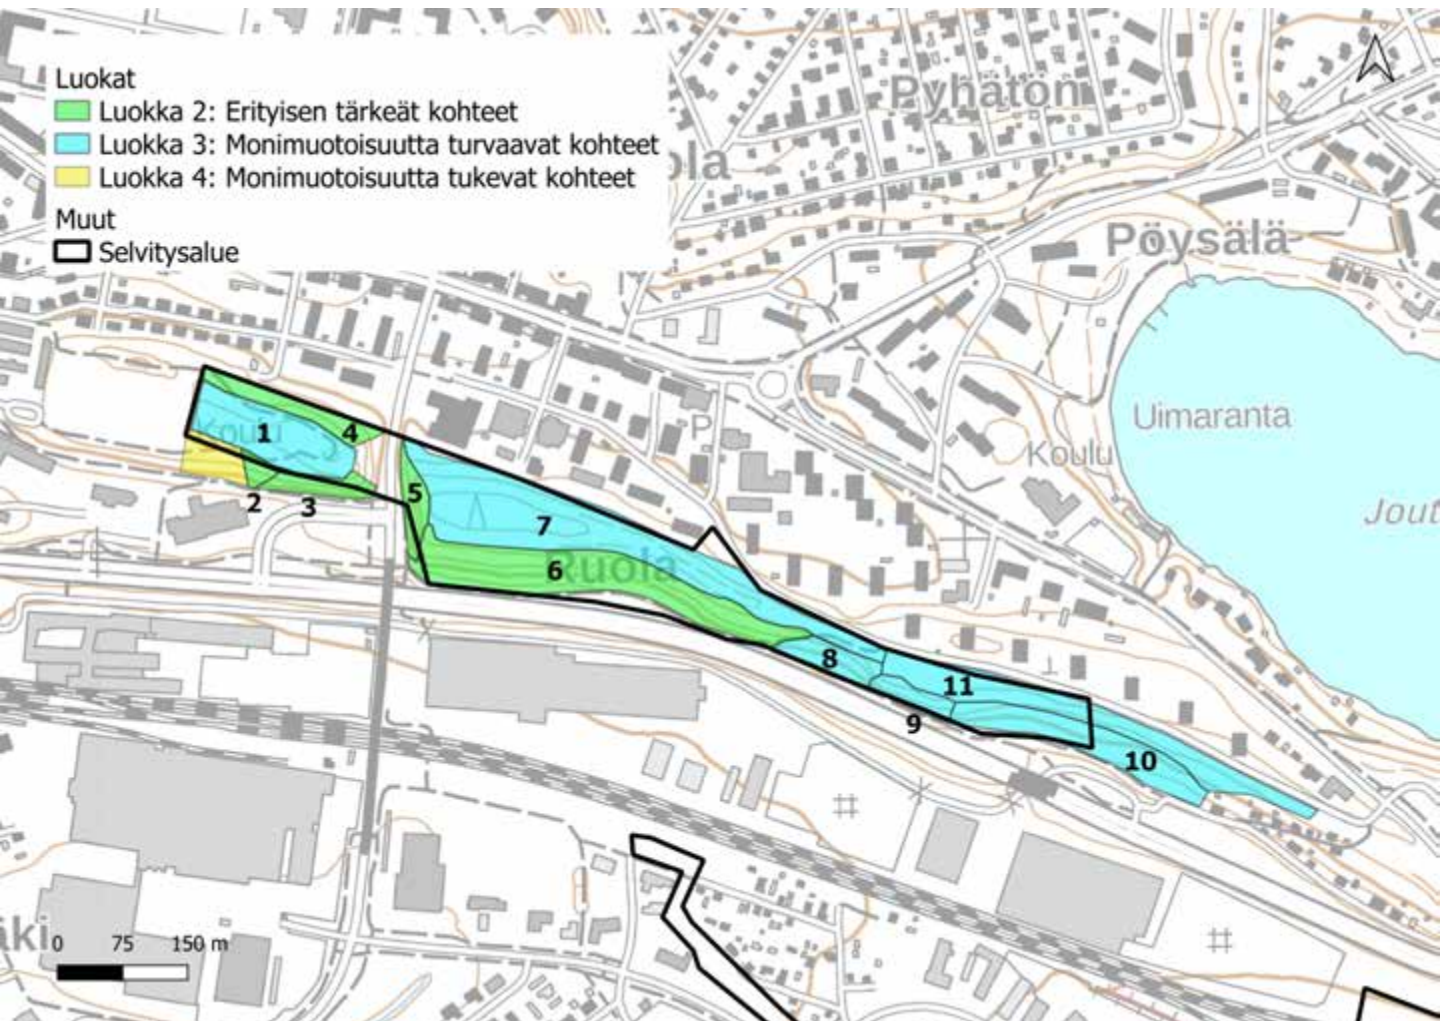 Luokat
Luokka 2: Erityisen tärkeät kohteet
Luokka 3: Monimuotoisuutta turvaavat kohteet
Luokka 4: Monimuotoisuutta tukevat kohteet
Muut
Selvitysalue
Pyhätön
ola
Pöysälä
Uimaranta
Koulu
Jout
P
Koulu
1
4
2
3
5
7
6
Ruola
8
11
9
10
äki
0 75 150 m